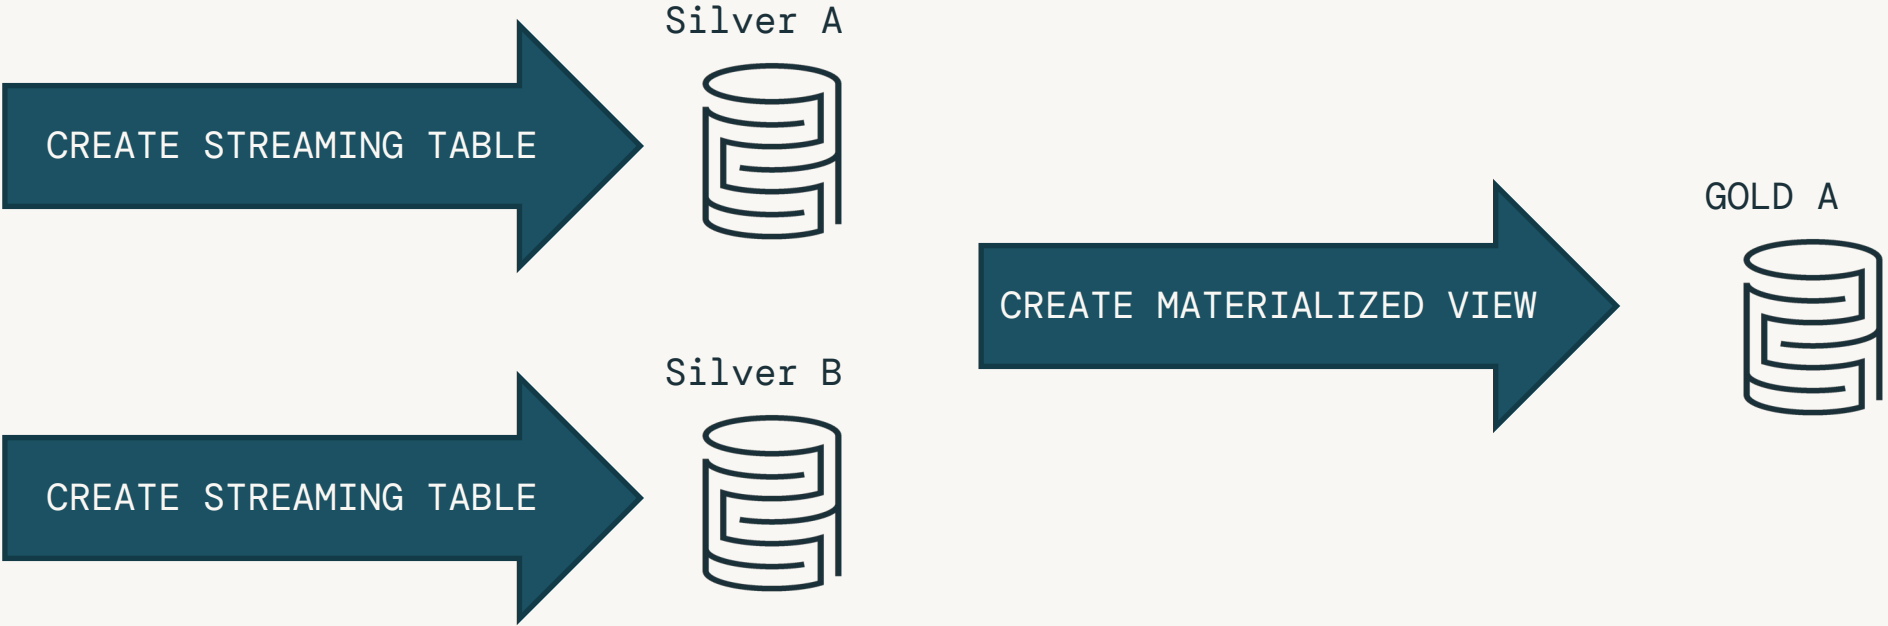 Silver A
CREATE STREAMING TABLE
GOLD A
CREATE MATERIALIZED VIEW
Silver B
CREATE STREAMING TABLE